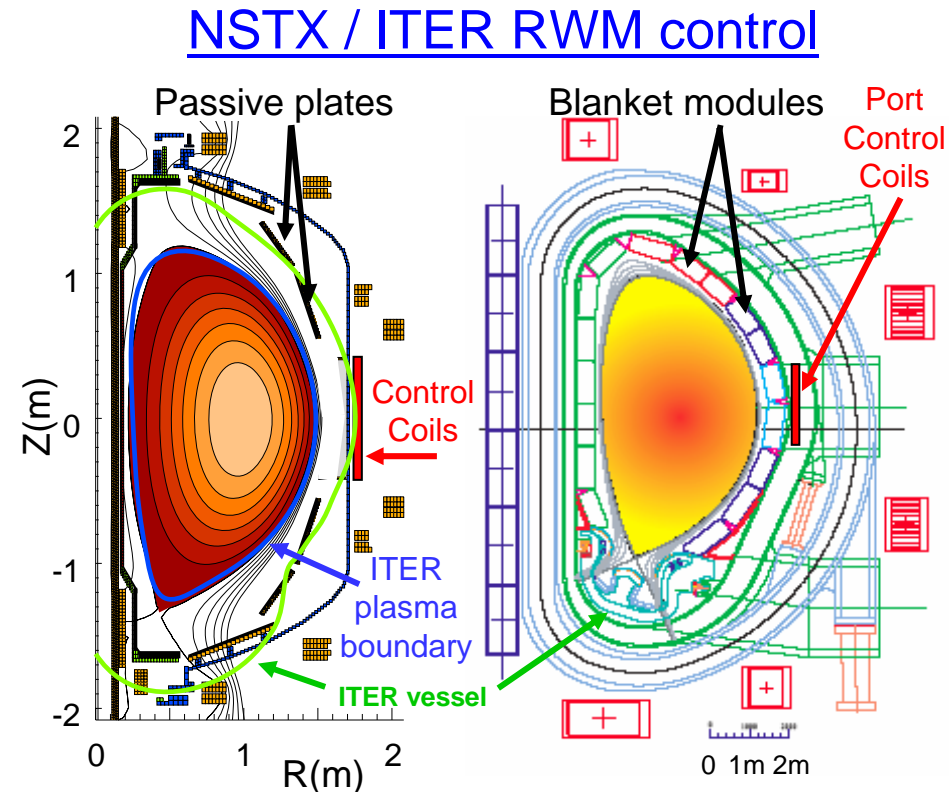 NSTX / ITER RWM control
Passive plates
Blanket modules
Port
Control
Coils
2
1
0
-1
-2
Z(m)
Control
Coils
ITER
plasma
boundary
ITER vessel
0
1
2
R(m)
0 1m 2m